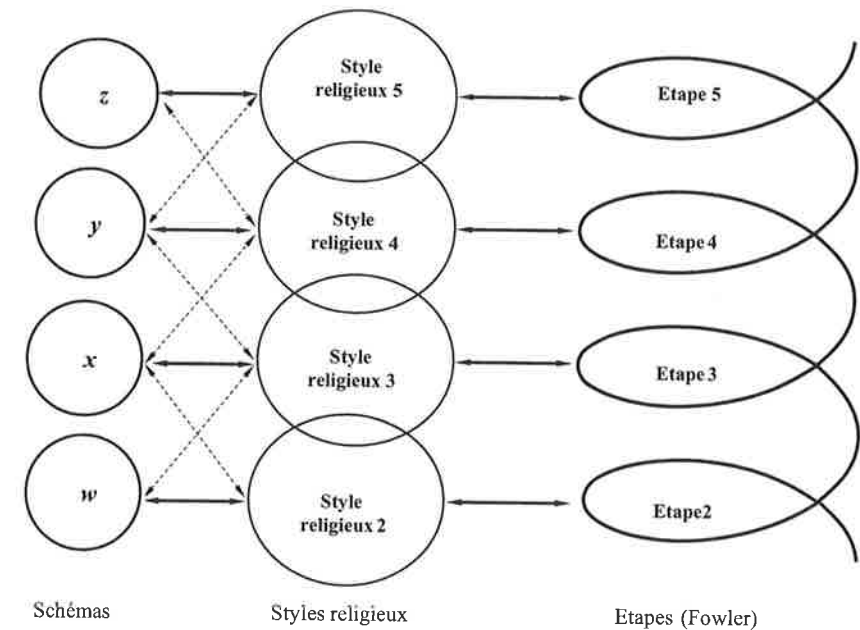 z
Style
religieux 5
Etape 5
y
Style
religieux 4
Etape 4
x
Style
religieux 3
Etape 3
w
Style
religieux 2
Etape2
Schémas
Styles religieux
Etapes (Fowler)